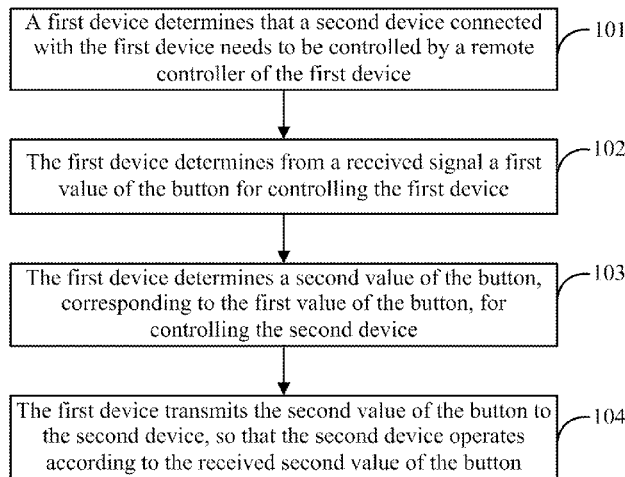 A first device determines that a second device connected
with the first device needs to be controlled by a remote
controller of the first device
101
The first device determines from a received signal a first
value of the button for controlling the first device
102
The first device determines a second value of the button,
corresponding to the first value of the button, for
controlling the second device
103
The first device transmits the second value of the button to
the second device, so that the second device operates
according to the received second value of the button
104